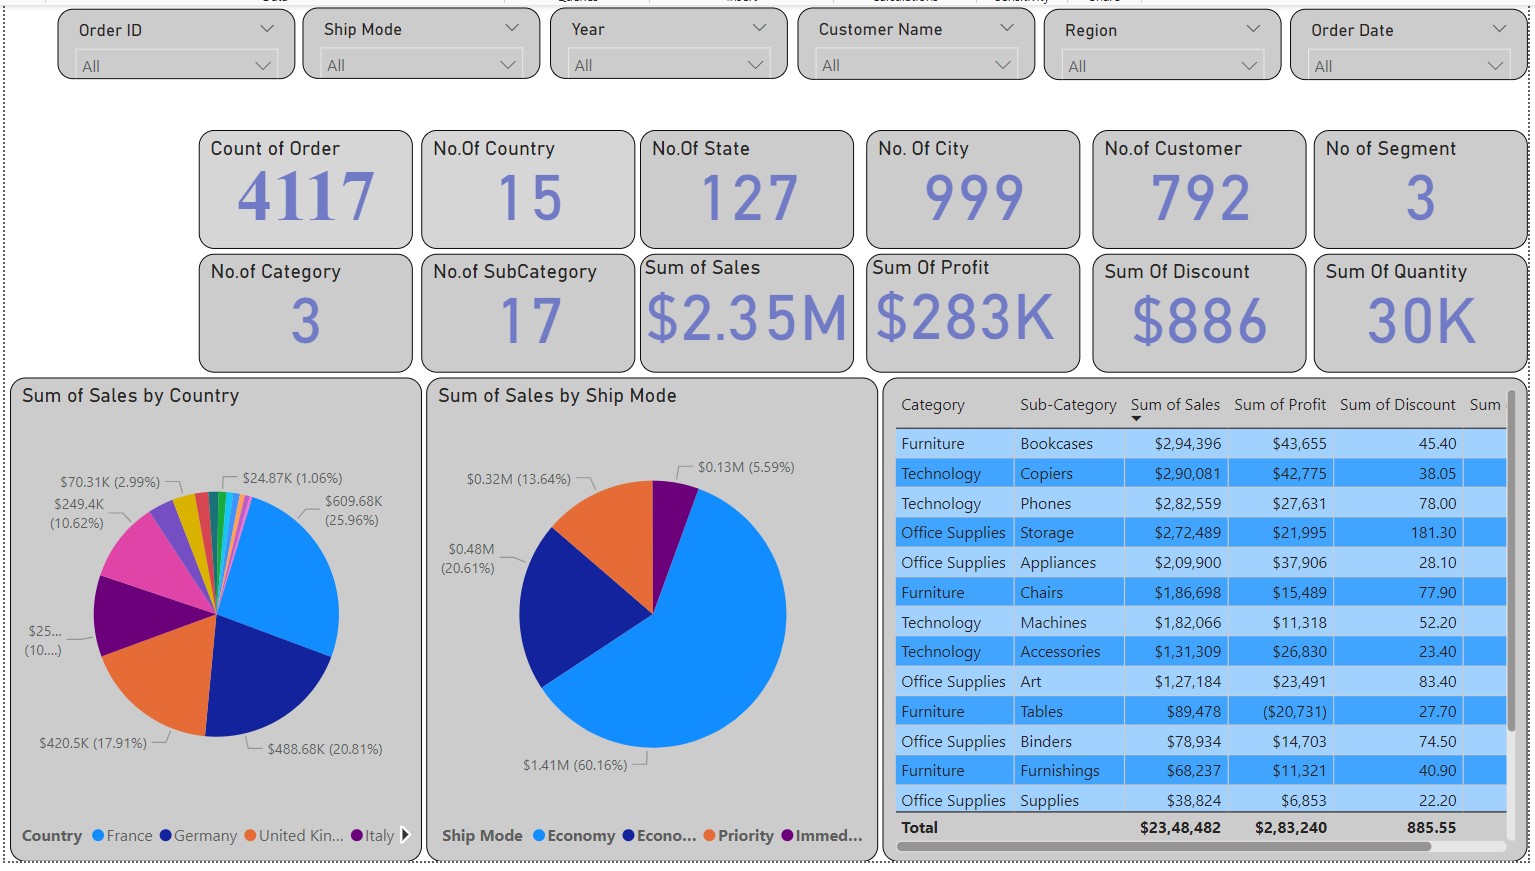 Order ID
Ship Mode
Year
Customer Name
Region
Order Date
All
All
All
All
All
All
Count of Order
4117
No.Of Country
15
No.Of State
127
No. Of City
999
No.of Customer
792
No of Segment
3
No.of Category
3
No.of SubCategory
17
Sum of Sales
$2.35M
Sum Of Profit
$283K
Sum Of Discount
$886
Sum Of Quantity
30K
Sum of Sales by Country
$70.31K (2.99%)
$24.87K (1.06%)
$249.4K
(10.62%)
$609.68K
(25.96%)
$25...
(10....)
$420.5K (17.91%)
$488.68K (20.81%)
Country France Germany United Kin... Italy
Sum of Sales by Ship Mode
$0.13M (5.59%)
$0.32M (13.64%)
$0.48M
(20.61%)
$1.41M (60.16%)
Ship Mode Economy Econo... Priority Immed...
Category Sub-Category Sum of Sales Sum of Profit Sum of Discount Sum
Furniture Bookcases $2,94,396 $43,655 45.40
Technology Copiers $2,90,081 $42,775 38.05
Technology Phones $2,82,559 $27,631 78.00
Office Supplies Storage $2,72,489 $21,995 181.30
Office Supplies Appliances $2,09,900 $37,906 28.10
Furniture Chairs $1,86,698 $15,489 77.90
Technology Machines $1,82,066 $11,318 52.20
Technology Accessories $1,31,309 $26,830 23.40
Office Supplies Art $1,27,184 $23,491 83.40
Furniture Tables $89,478 ($20,731) 27.70
Office Supplies Binders $78,934 $14,703 74.50
Furniture Furnishings $68,237 $11,321 40.90
Office Supplies Supplies $38,824 $6,853 22.20
Total $23,48,482 $2,83,240 885.55